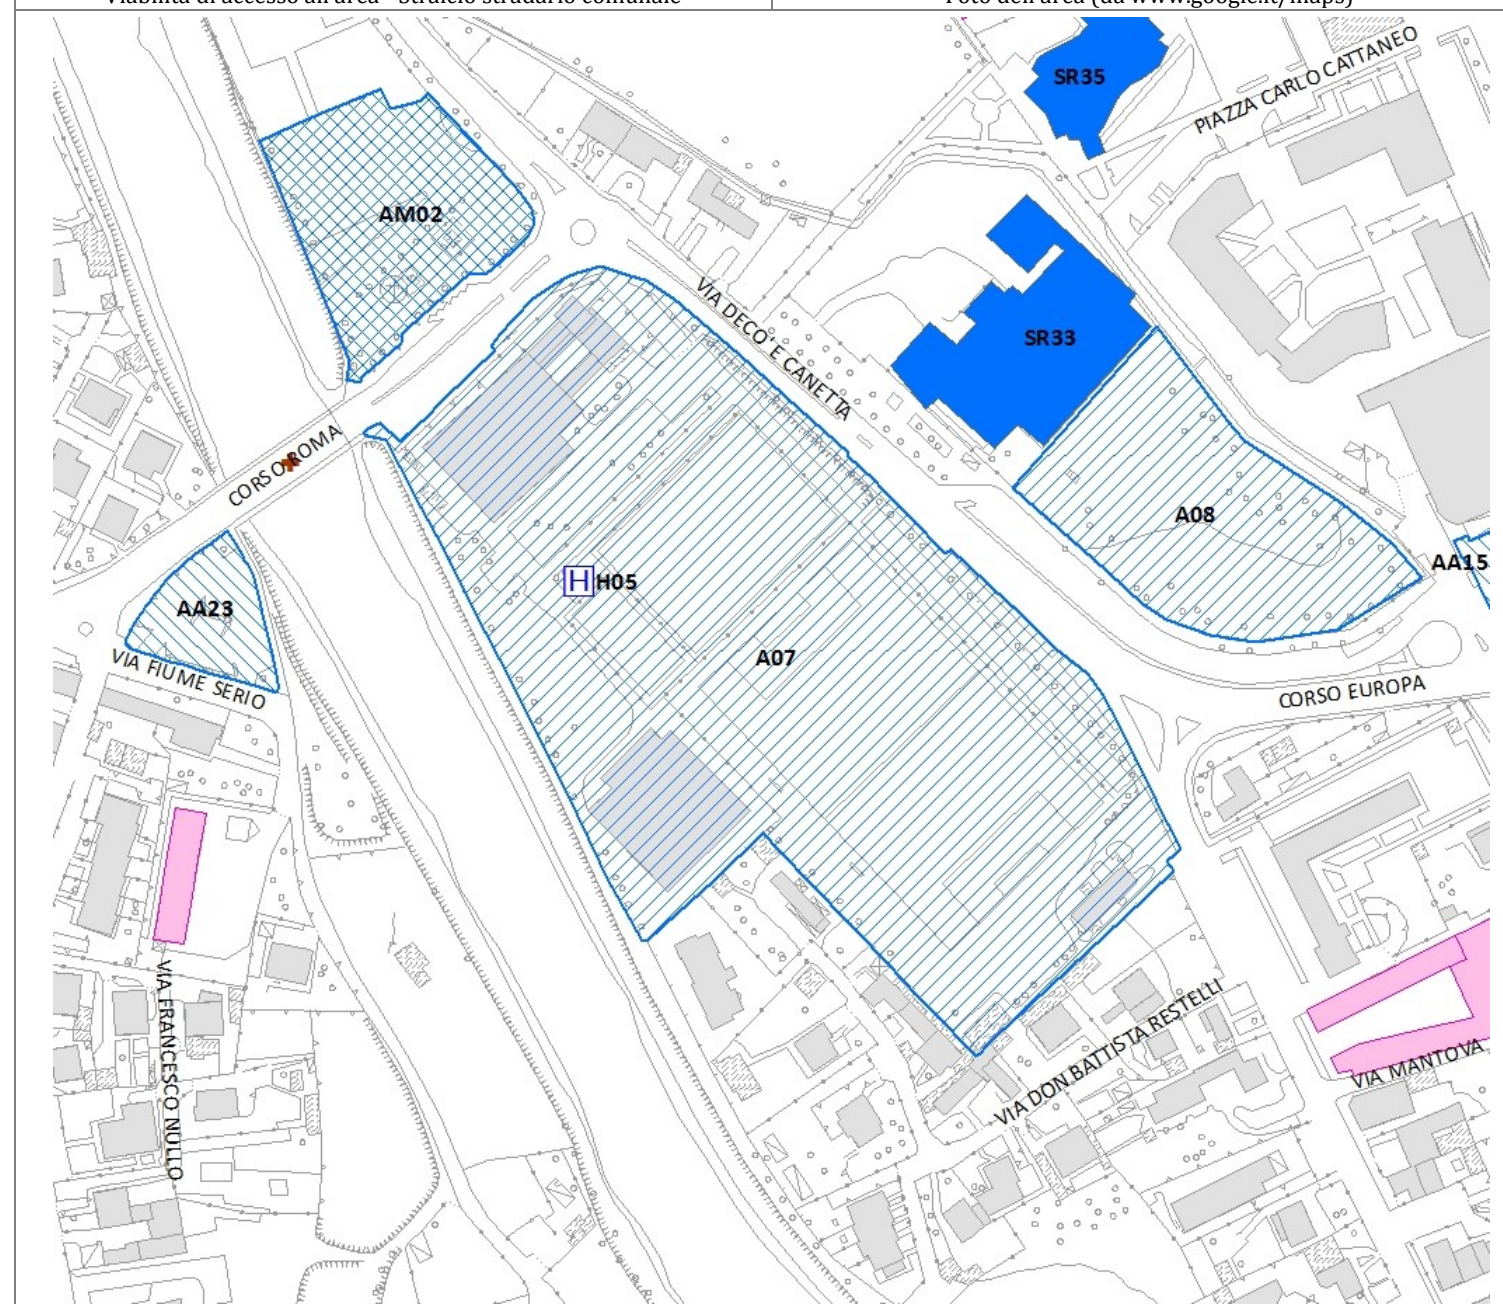 Viabilità di accesso all'area - Stralcio stradario comunale
Foto dell'area (da www.google.it/maps)
SR35
PIAZZA CARLO CATTANEO
AM02
VIA DECO' E CANETTA
SR33
CORSO ROMA
A08
AA15
H H05
AA23
A07
VIA FIUME SERIO
CORSO EUROPA
VIA FRANCESCO NULLO
VIA DON BATTISTA RESTELLI
VIA MANTOVA